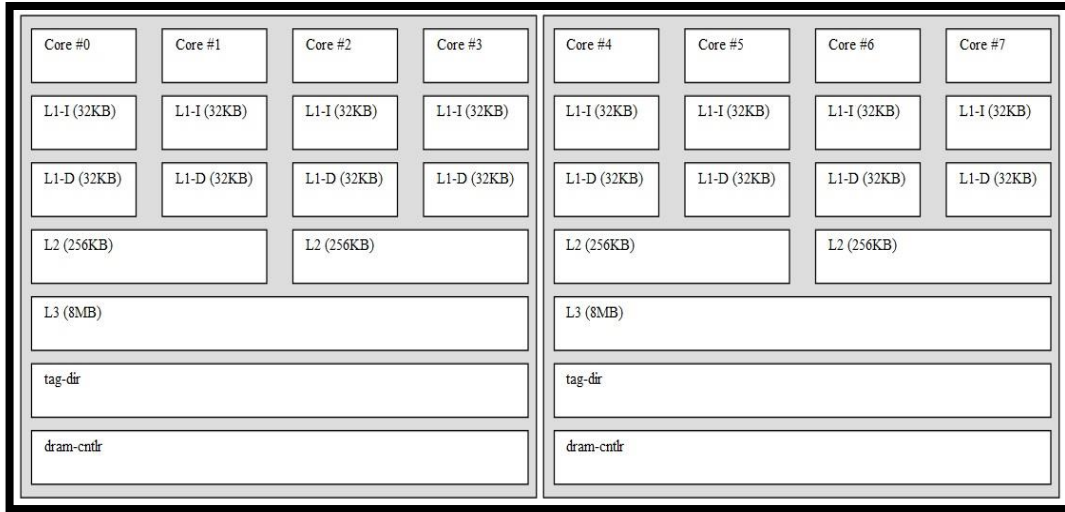 Core #0 Core #1 Core #2 Core #3 Core #4 Core #5 Core #6 Core #7
L1-I (32KB) L1-I (32KB) L1-I (32KB) L1-I (32KB) L1-I (32KB) L1-I (32KB) L1-I (32KB) L1-I (32KB)
L1-D (32KB) L1-D (32KB) L1-D (32KB) L1-D (32KB) L1-D (32KB) L1-D (32KB) L1-D (32KB) L1-D (32KB)
L2 (256KB) L2 (256KB) L2 (256KB) L2 (256KB)
L3 (8MB) L3 (8MB)
tag-dir tag-dir
dram-cntlr dram-cntlr